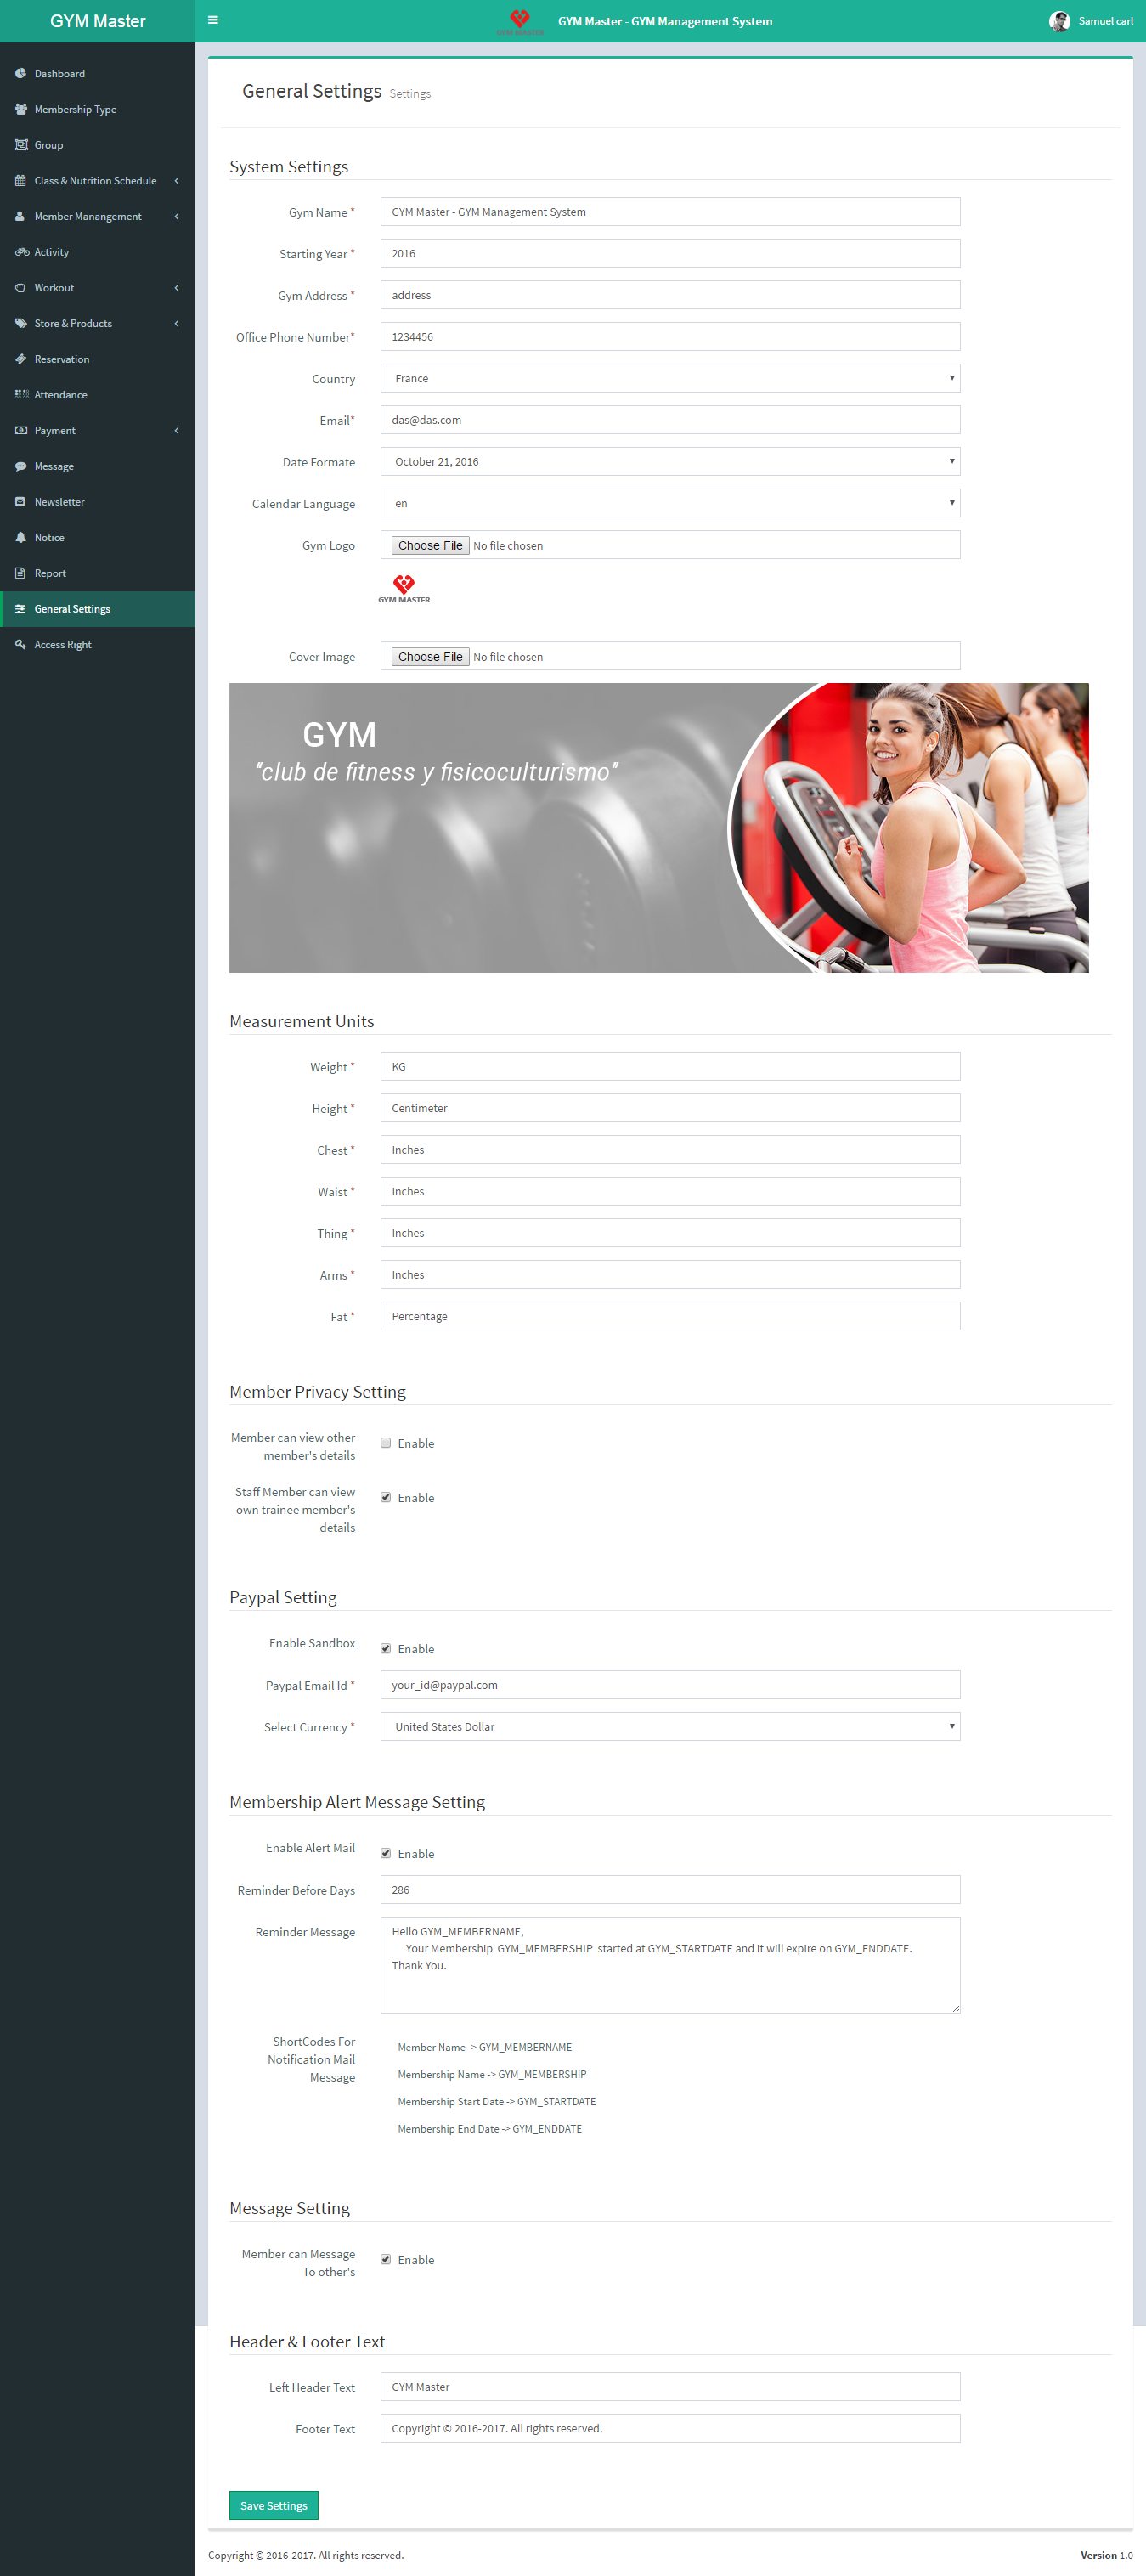 GYM Master
GYM MASTER
GYM Master - GYM Management System
Samuel carl
Dashboard
Membership Type
Group
Class & Nutrition Schedule
Member Manangement
Activity
Workout
Store & Products
Reservation
Attendance
Payment
Message
Newsletter
Notice
Report
General Settings
Access Right
General Settings Settings
System Settings
Gym Name * GYM Master - GYM Management System
Starting Year * 2016
Gym Address * address
Office Phone Number* 1234456
Country France
Email* das@das.com
Date Formate October 21, 2016
Calendar Language en
Gym Logo Choose File No file chosen
GYM MASTER
Cover Image Choose File No file chosen
GYM
“club de fitness y fisicoculturismo”
Measurement Units
Weight * KG
Height * Centimeter
Chest * Inches
Waist * Inches
Thing * Inches
Arms * Inches
Fat * Percentage
Member Privacy Setting
Member can view other
member's details
Enable
Staff Member can view
own trainee member's
details
Enable
Paypal Setting
Enable Sandbox Enable
Paypal Email Id * your_id@paypal.com
Select Currency * United States Dollar
Membership Alert Message Setting
Enable Alert Mail Enable
Reminder Before Days 286
Reminder Message
Hello GYM_MEMBERNAME,
Your Membership GYM_MEMBERSHIP started at GYM_STARTDATE and it will expire on GYM_ENDDATE.
Thank You.
ShortCodes For
Notification Mail
Message
Member Name -> GYM_MEMBERNAME
Membership Name -> GYM_MEMBERSHIP
Membership Start Date -> GYM_STARTDATE
Membership End Date -> GYM_ENDDATE
Message Setting
Member can Message
To other's
Enable
Header & Footer Text
Left Header Text GYM Master
Footer Text Copyright © 2016-2017. All rights reserved.
Save Settings
Copyright © 2016-2017. All rights reserved.
Version 1.0